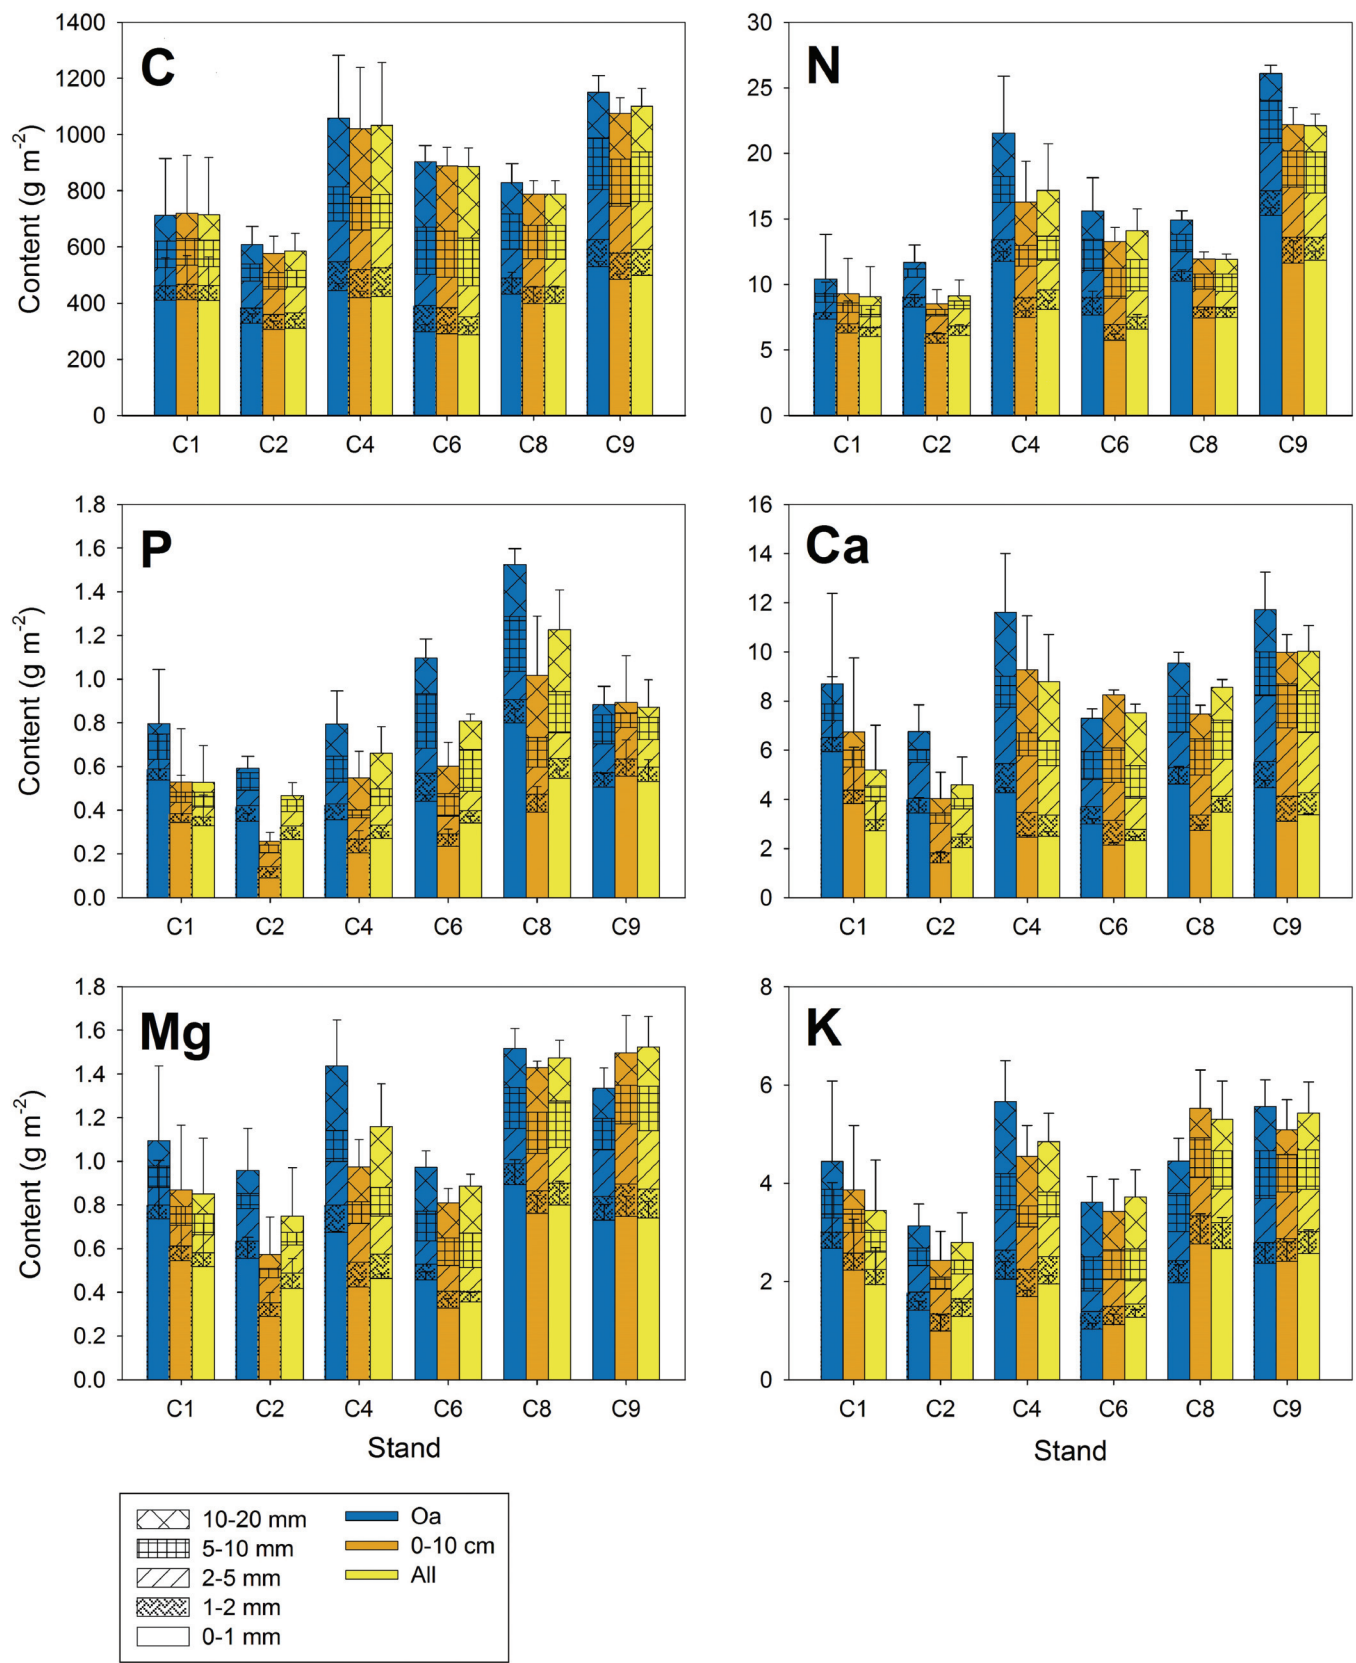 C
Content (g m-2)
1400
1200
1000
800
600
400
200
0
C1 C2 C4 C6 C8 C9
N
30
25
20
15
10
5
0
C1 C2 C4 C6 C8 C9
P
Content (g m-2)
1.8
1.6
1.4
1.2
1.0
0.8
0.6
0.4
0.2
0.0
C1 C2 C4 C6 C8 C9
Ca
16
14
12
10
8
6
4
2
0
C1 C2 C4 C6 C8 C9
Mg
Content (g m-2)
1.8
1.6
1.4
1.2
1.0
0.8
0.6
0.4
0.2
0.0
C1 C2 C4 C6 C8 C9
Stand
K
8
6
4
2
0
C1 C2 C4 C6 C8 C9
Stand
10-20 mm
5-10 mm
2-5 mm
1-2 mm
0-1 mm
Oa
0-10 cm
All